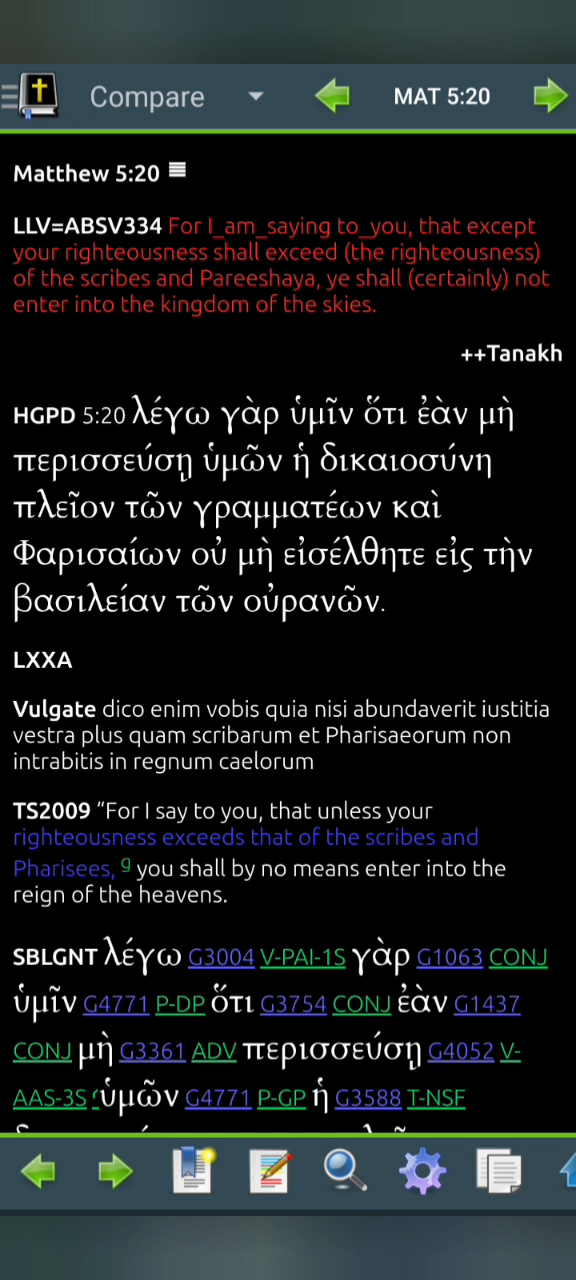 Compare
MAT 5:20
Matthew 5:20
LLV=ABSV334 For I_am_saying to_you, that except
your righteousness shall exceed (the righteousness)
of the scribes and Pareeshaya, ye shall (certainly) not
enter into the kingdom of the skies.
++Tanakh
HGPD 5:20 λέγω γὰρ ὑμῖν ὅτι ἐὰν μὴ
περισσεύσῃ ὑμῶν ἡ δικαιοσύνη
πλεῖον τῶν γραμματέων καὶ
Φαρισαίων οὐ μὴ εἰσέλθητε εἰς τὴν
βασιλείαν τῶν οὐρανῶν.
LXXA
Vulgate dico enim vobis quia nisi abundaverit iustitia
vestra plus quam scribarum et Pharisaeorum non
intrabitis in regnum caelorum
TS2009 “For I say to you, that unless your
righteousness exceeds that of the scribes and
Pharisees, g you shall by no means enter into the
reign of the heavens.
SBLGNT λέγω G3004 V-PAI-1S γὰρ G1063 CONJ
ὑμῖν G4771 P-DP ὅτι G3754 CONJ ἐὰν G1437
CONJ μὴ G3361 ADV περισσεύσῃ G4052 V-
AAS-3S ⸂ὑμῶν G4771 P-GP ἡ G3588 T-NSF